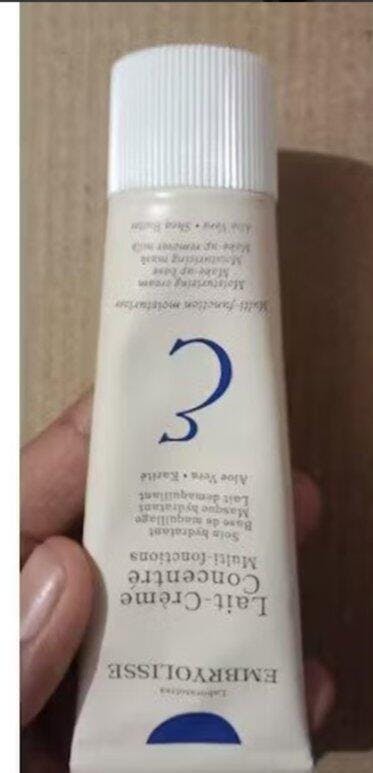 Laboratoires
EMBRYOLISSE
Lait-Crème
Concentré
Multi-fonctions
Soin hydratant
Base de maquillage
Masque hydratant
Lait démaquillant
Aloe Vera • Karité
Multi-function moisturiser
Moisturizing cream
Make-up base
Moisturizing mask
Make-up remover milk
Aloe Vera • Shea Butter